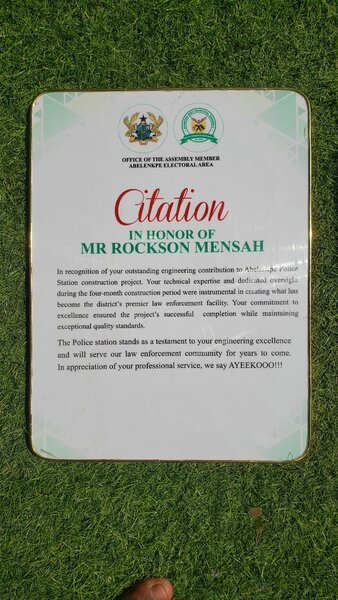 OFFICE OF THE ASSEMBLY MEMBER
ABELENKPE ELECTORAL AREA
Citation
IN HONOR OF
MR ROCKSON MENSAH
In recognition of your outstanding engineering contribution to Abelenkpe Police
Station construction project. Your technical expertise and dedicated oversight
during the four-month construction period were instrumental in creating what has
become the district's premier law enforcement facility. Your commitment to
excellence ensured the project's successful completion while maintaining
exceptional quality standards.
The Police station stands as a testament to your engineering excellence
and will serve our law enforcement community for years to come.
In appreciation of your professional service, we say AYEEKOOO!!!